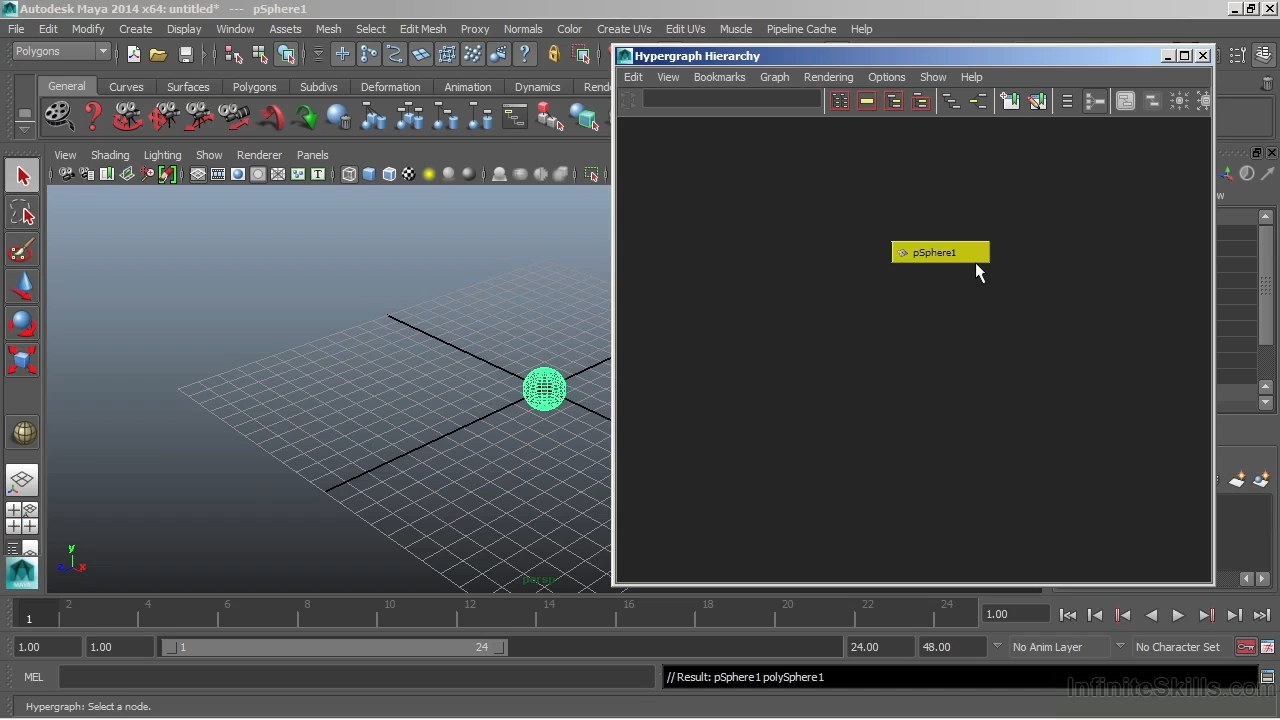 Autodesk Maya 2014 x64: untitled* --- pSphere1
File Edit Modify Create Display Window Assets Mesh Select Edit Mesh Proxy Normals Color Create UVs Edit UVs Muscle Pipeline Cache Help
Polygons
Hypergraph Hierarchy
Edit View Bookmarks Graph Rendering Options Show Help
General Curves Surfaces Polygons Subdivs Deformation Animation Dynamics Rende
View Shading Lighting Show Renderer Panels
pSphere1
y
z x
persp
MAYA
2 4 6 8 10 12 14 16 18 20 22 24
1
1.00
1.00 1.00 1 24 24.00 48.00 No Anim Layer No Character Set
MEL // Result: pSphere1 polySphere1
InfiniteSkills.com
Hypergraph: Select a node.